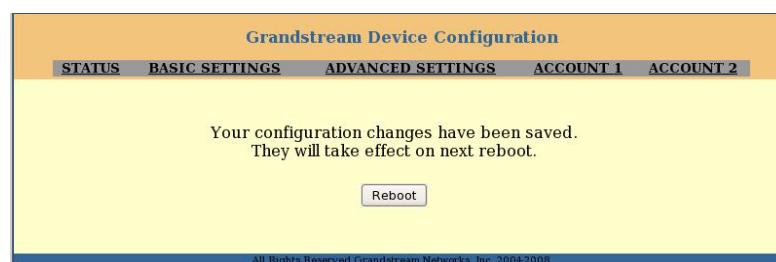 Grandstream Device Configuration
STATUS BASIC SETTINGS ADVANCED SETTINGS ACCOUNT 1 ACCOUNT 2
Your configuration changes have been saved.
They will take effect on next reboot.
Reboot
All Rights Reserved Grandstream Networks, Inc. 2004-2008